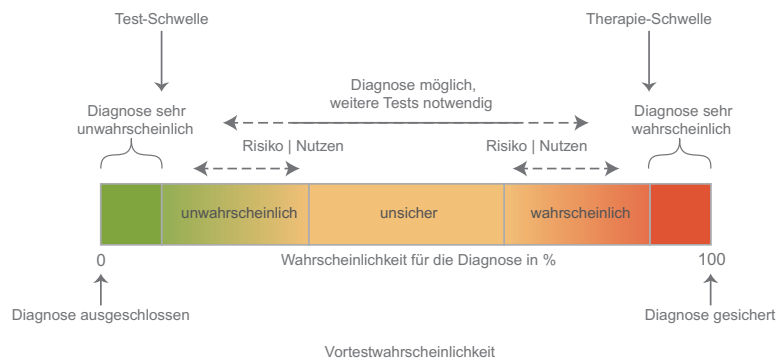 Test-Schwelle
Therapie-Schwelle
Diagnose möglich,
weitere Tests notwendig
Diagnose sehr
unwahrscheinlich
Diagnose sehr
wahrscheinlich
Risiko | Nutzen
Risiko | Nutzen
unwahrscheinlich
unsicher
wahrscheinlich
0
Wahrscheinlichkeit für die Diagnose in %
100
Diagnose ausgeschlossen
Diagnose gesichert
Vortestwahrscheinlichkeit